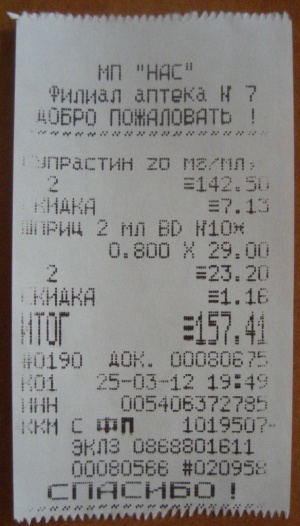 МП "НАС"
Филиал аптека N 7
ДОБРО ПОЖАЛОВАТЬ !
СУПРАСТИН 20 МГ/МЛ,
2 ≡142.50
СКИДКА ≡7.13
ШПРИЦ 2 МЛ BD N10*
0.800 X 29.00
2 ≡23.20
СКИДКА ≡1.16
ИТОГ ≡157.41
#0190 ДОК. 00080675
К01 25-03-12 19:49
ИНН 005406372785
ККМ С ФП 1019507-
ЭКЛЗ 0868801611
00080566 #020958
СПАСИБО !